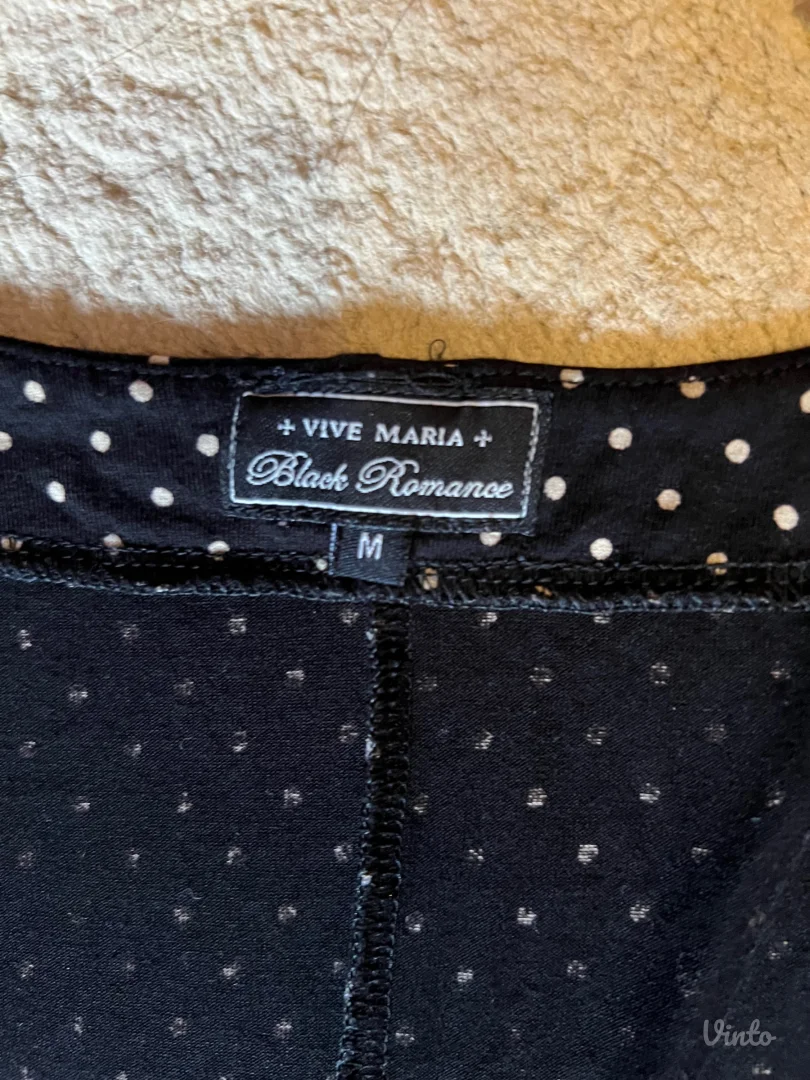 + VIVE MARIA +
Black Romance
M
Vinto